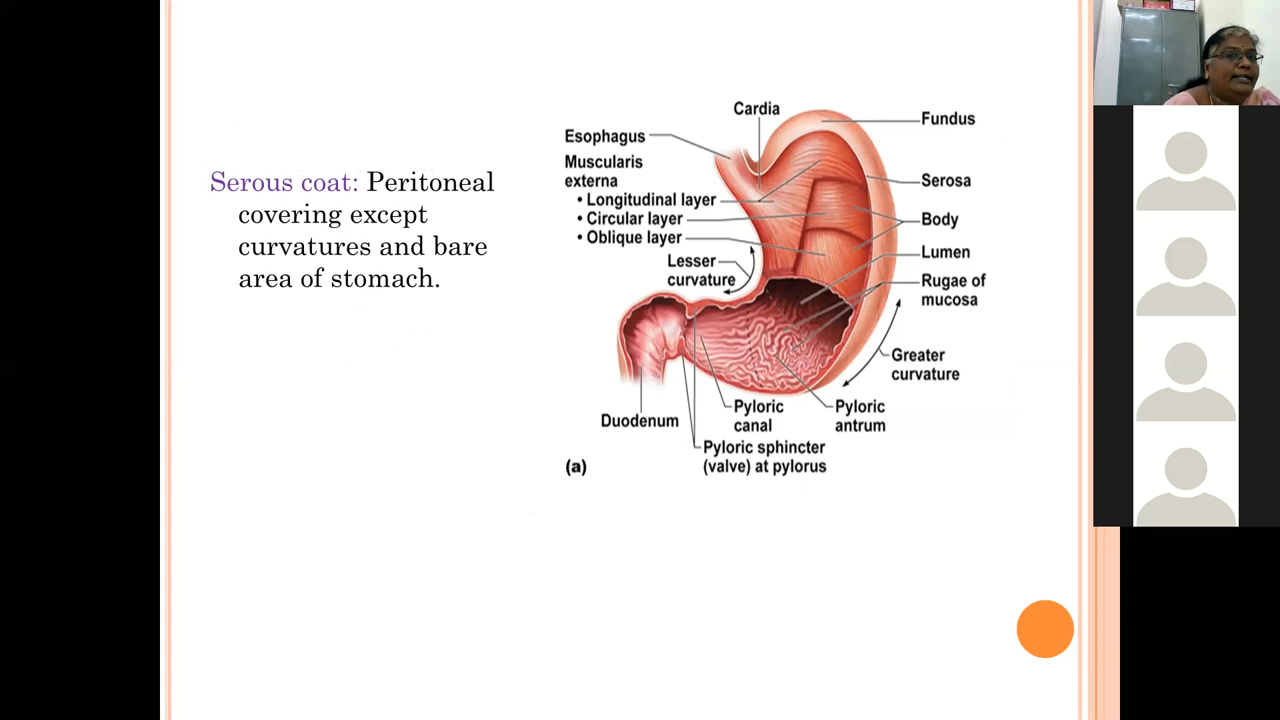 Serous coat: Peritoneal
covering except
curvatures and bare
area of stomach.
Cardia
Fundus
Esophagus
Muscularis
externa
• Longitudinal layer
• Circular layer
• Oblique layer
Lesser
curvature
Serosa
Body
Lumen
Rugae of
mucosa
Greater
curvature
Duodenum
Pyloric
canal
Pyloric
antrum
Pyloric sphincter
(valve) at pylorus
(a)